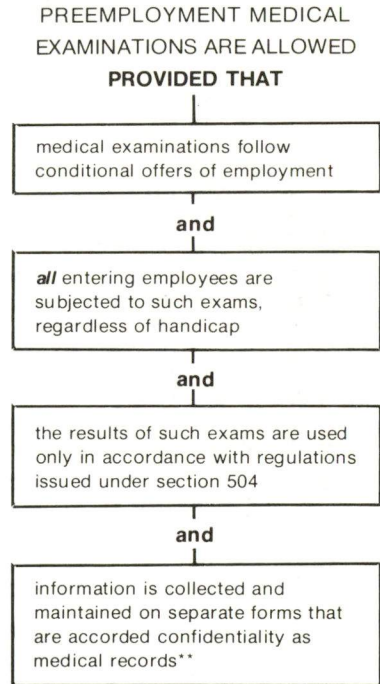 PREEMPLOYMENT MEDICAL
EXAMINATIONS ARE ALLOWED
PROVIDED THAT
medical examinations follow
conditional offers of employment
and
all entering employees are
subjected to such exams,
regardless of handicap
and
the results of such exams are used
only in accordance with regulations
issued under section 504
and
information is collected and
maintained on separate forms that
are accorded confidentiality as
medical records**